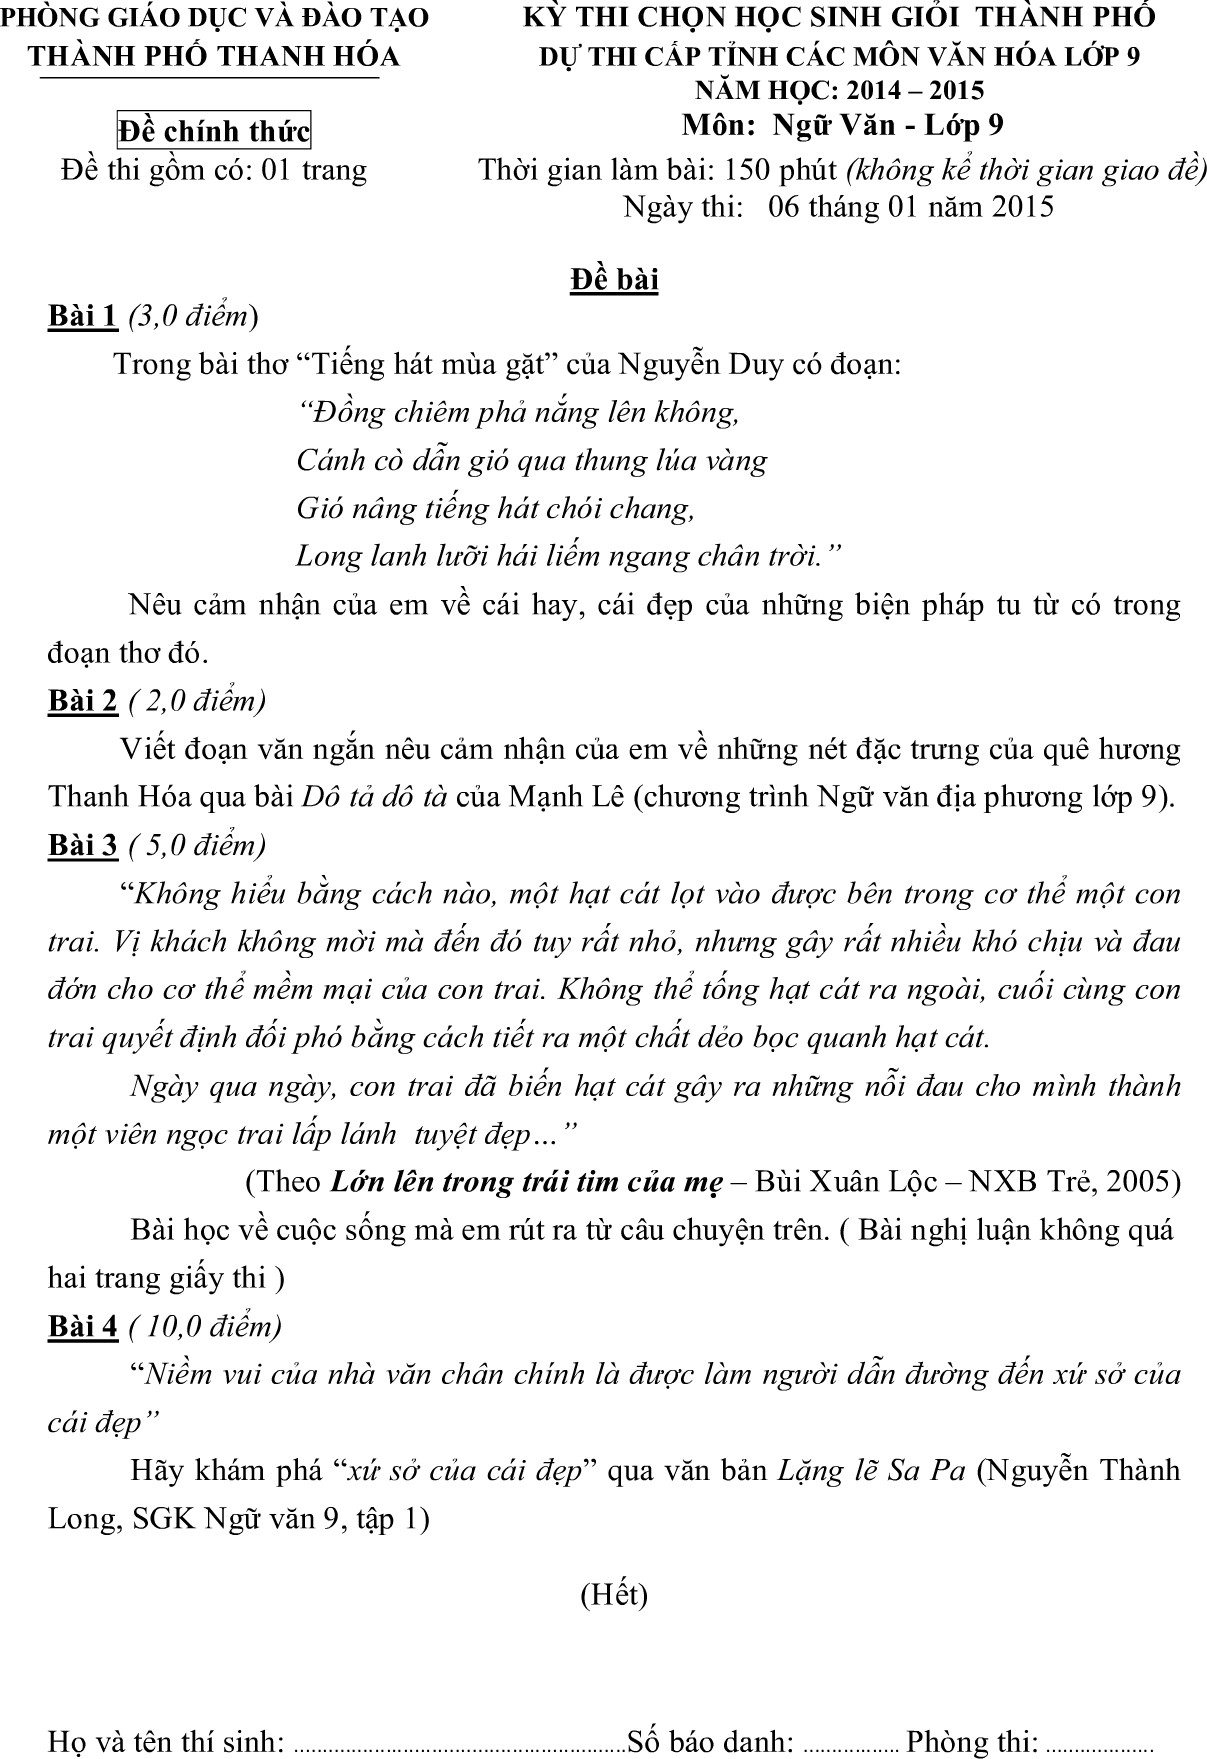 PHÒNG GIÁO DỤC VÀ ĐÀO TẠO
THÀNH PHỐ THANH HÓA
Đề chính thức
Đề thi gồm có: 01 trang
KỲ THI CHỌN HỌC SINH GIỎI THÀNH PHỐ
DỰ THI CẤP TỈNH CÁC MÔN VĂN HÓA LỚP 9
NĂM HỌC: 2014 – 2015
Môn: Ngữ Văn - Lớp 9
Thời gian làm bài: 150 phút (không kể thời gian giao đề)
Ngày thi: 06 tháng 01 năm 2015
Đề bài
Bài 1 (3,0 điểm)
Trong bài thơ “Tiếng hát mùa gặt” của Nguyễn Duy có đoạn:
“Đồng chiêm phả nắng lên không,
Cánh cò dẫn gió qua thung lúa vàng
Gió nâng tiếng hát chói chang,
Long lanh lưỡi hái liếm ngang chân trời.”
Nêu cảm nhận của em về cái hay, cái đẹp của những biện pháp tu từ có trong
đoạn thơ đó.
Bài 2 ( 2,0 điểm)
Viết đoạn văn ngắn nêu cảm nhận của em về những nét đặc trưng của quê hương
Thanh Hóa qua bài Dô tả dô tà của Mạnh Lê (chương trình Ngữ văn địa phương lớp 9).
Bài 3 ( 5,0 điểm)
“Không hiểu bằng cách nào, một hạt cát lọt vào được bên trong cơ thể một con
trai. Vị khách không mời mà đến đó tuy rất nhỏ, nhưng gây rất nhiều khó chịu và đau
đớn cho cơ thể mềm mại của con trai. Không thể tống hạt cát ra ngoài, cuối cùng con
trai quyết định đối phó bằng cách tiết ra một chất dẻo bọc quanh hạt cát.
Ngày qua ngày, con trai đã biến hạt cát gây ra những nỗi đau cho mình thành
một viên ngọc trai lấp lánh tuyệt đẹp…”
(Theo Lớn lên trong trái tim của mẹ – Bùi Xuân Lộc – NXB Trẻ, 2005)
Bài học về cuộc sống mà em rút ra từ câu chuyện trên. ( Bài nghị luận không quá
hai trang giấy thi )
Bài 4 ( 10,0 điểm)
“Niềm vui của nhà văn chân chính là được làm người dẫn đường đến xứ sở của
cái đẹp”
Hãy khám phá “xứ sở của cái đẹp” qua văn bản Lặng lẽ Sa Pa (Nguyễn Thành
Long, SGK Ngữ văn 9, tập 1)
(Hết)
Họ và tên thí sinh: ..........................................................Số báo danh: ................. Phòng thi: ...................